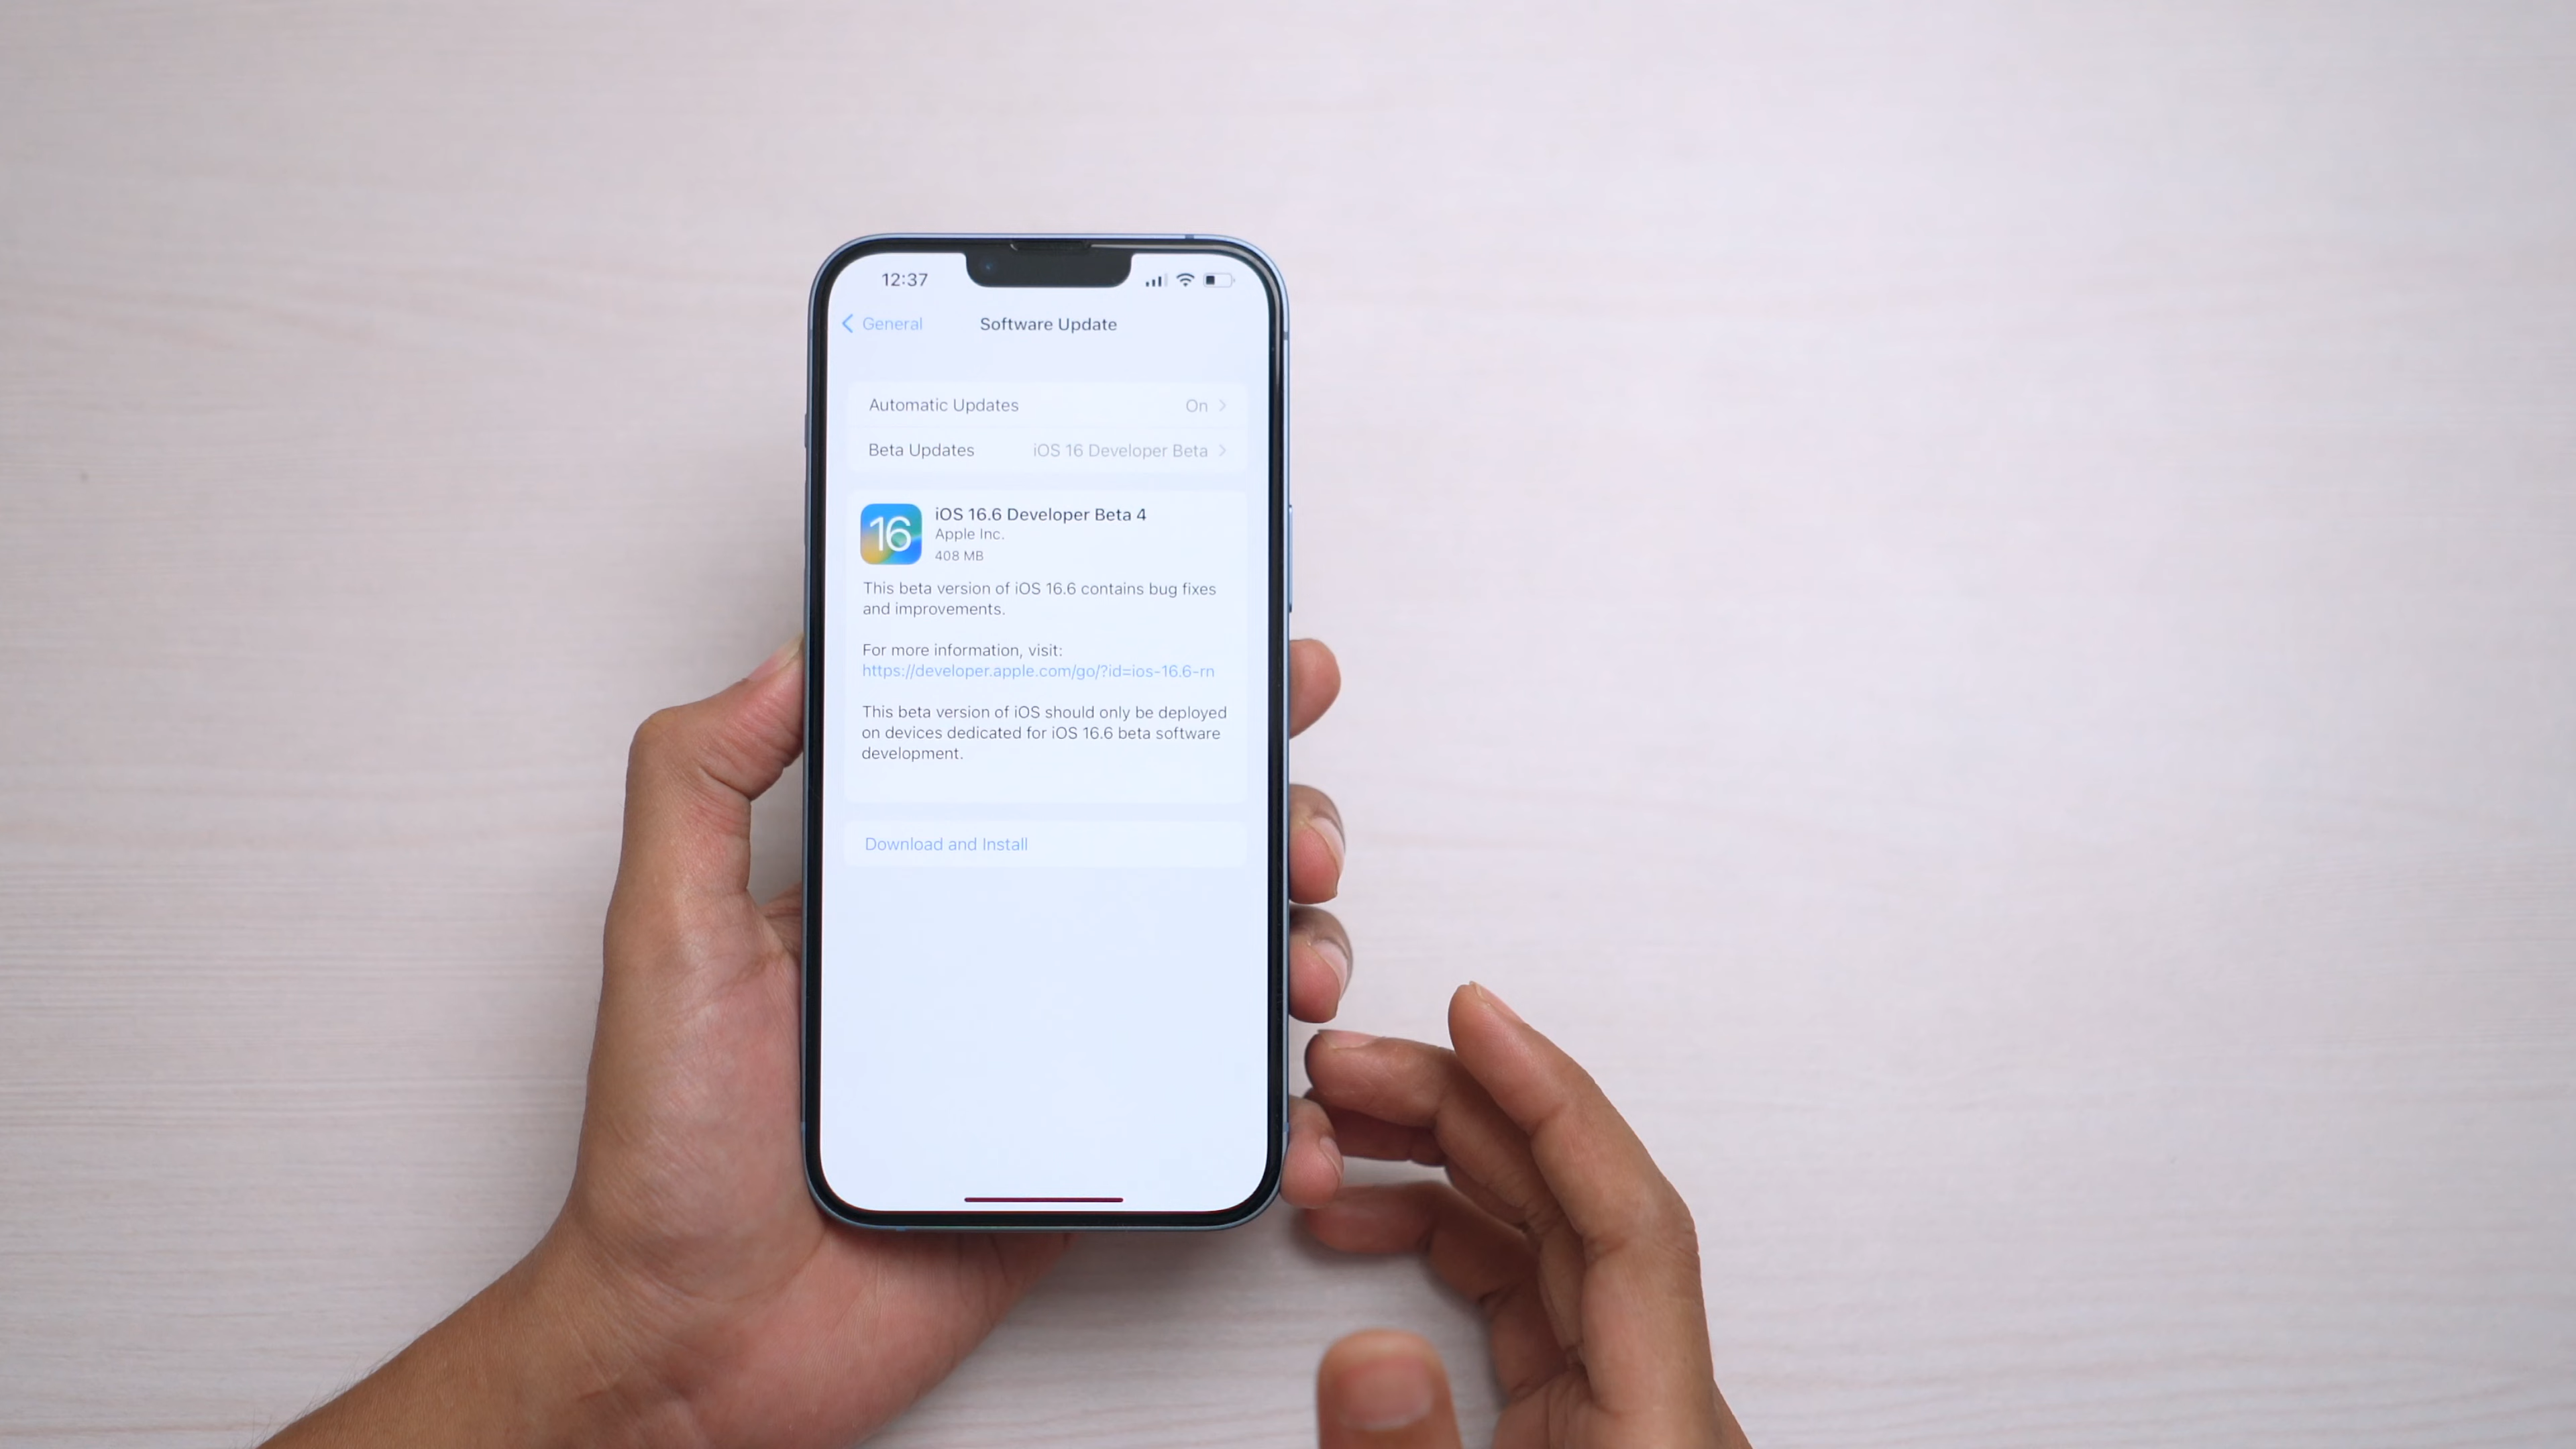 12:37
General
Software Update
Automatic Updates On
Beta Updates iOS 16 Developer Beta
16
iOS 16.6 Developer Beta 4
Apple Inc.
408 MB
This beta version of iOS 16.6 contains bug fixes
and improvements.
For more information, visit:
https://developer.apple.com/go/?id=ios-16.6-rn
This beta version of iOS should only be deployed
on devices dedicated for iOS 16.6 beta software
development.
Download and Install